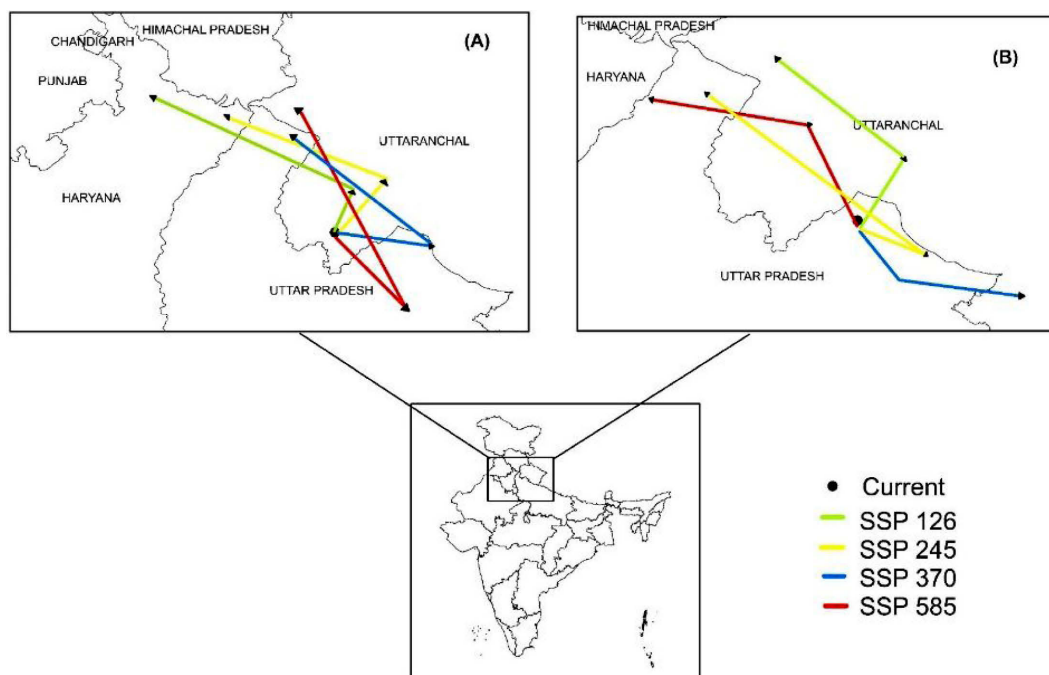 HIMACHAL PRADESH
(A)
CHANDIGARH
PUNJAB
UTTARANCHAL
HARYANA
UTTAR PRADESH
HIMACHAL PRADESH
(B)
HARYANA
UTTARANCHAL
UTTAR PRADESH
Current
SSP 126
SSP 245
SSP 370
SSP 585